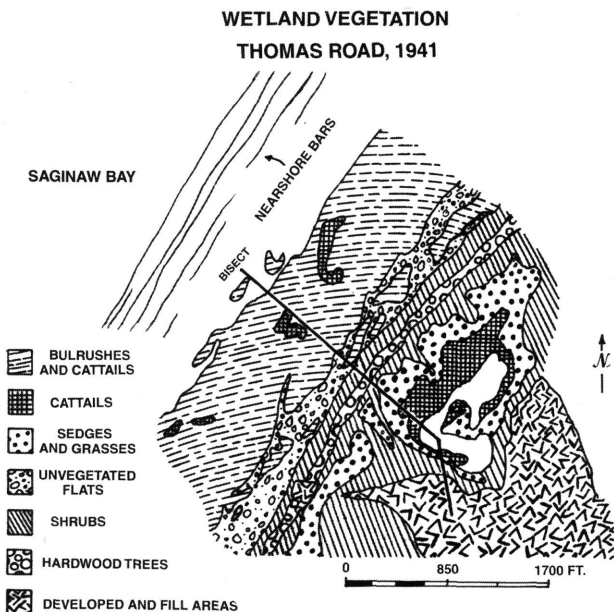 WETLAND VEGETATION
THOMAS ROAD, 1941
SAGINAW BAY
NEARSHORE BARS
BISECT
BULRUSHES
AND CATTAILS
CATTAILS
SEDGES
AND GRASSES
UNVEGETATED
FLATS
SHRUBS
HARDWOOD TREES
DEVELOPED AND FILL AREAS
N
0 850 1700 FT.